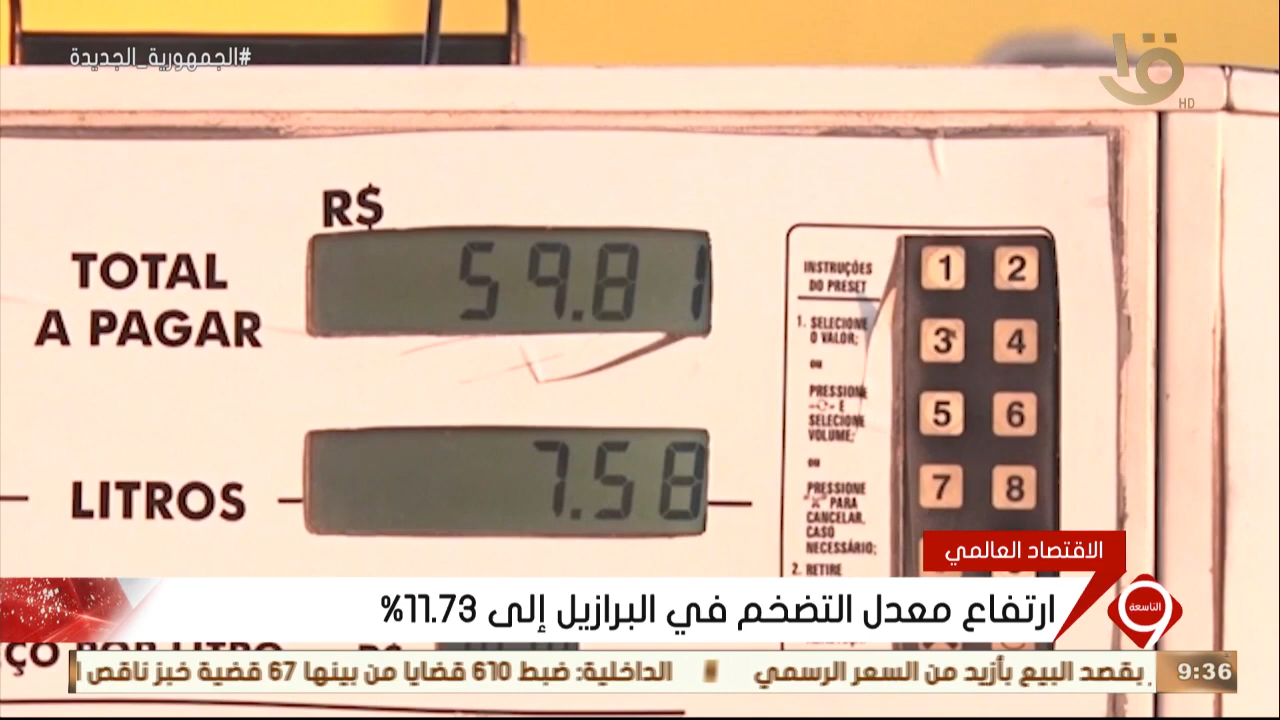 #الجمهورية_الجديدة
HD
R$
TOTAL
A PAGAR
59.81
LITROS
7.58
INSTRUÇÕES
DO PRESET
1. SELECIONE
O VALOR;
ou
PRESSIONE
E
SELECIONE
VOLUME;
ou
PRESSIONE
PARA
CANCELAR,
CASO
NECESSÁRIO;
2. RETIRE
1 2
3 4
5 6
7 8
الاقتصاد العالمي
ارتفاع معدل التضخم في البرازيل إلى 11.73%
التاسعة
9
بقصد البيع بأزيد من السعر الرسمي
الداخلية: ضبط 610 قضايا من بينها 67 قضية خبز ناقص
9:36